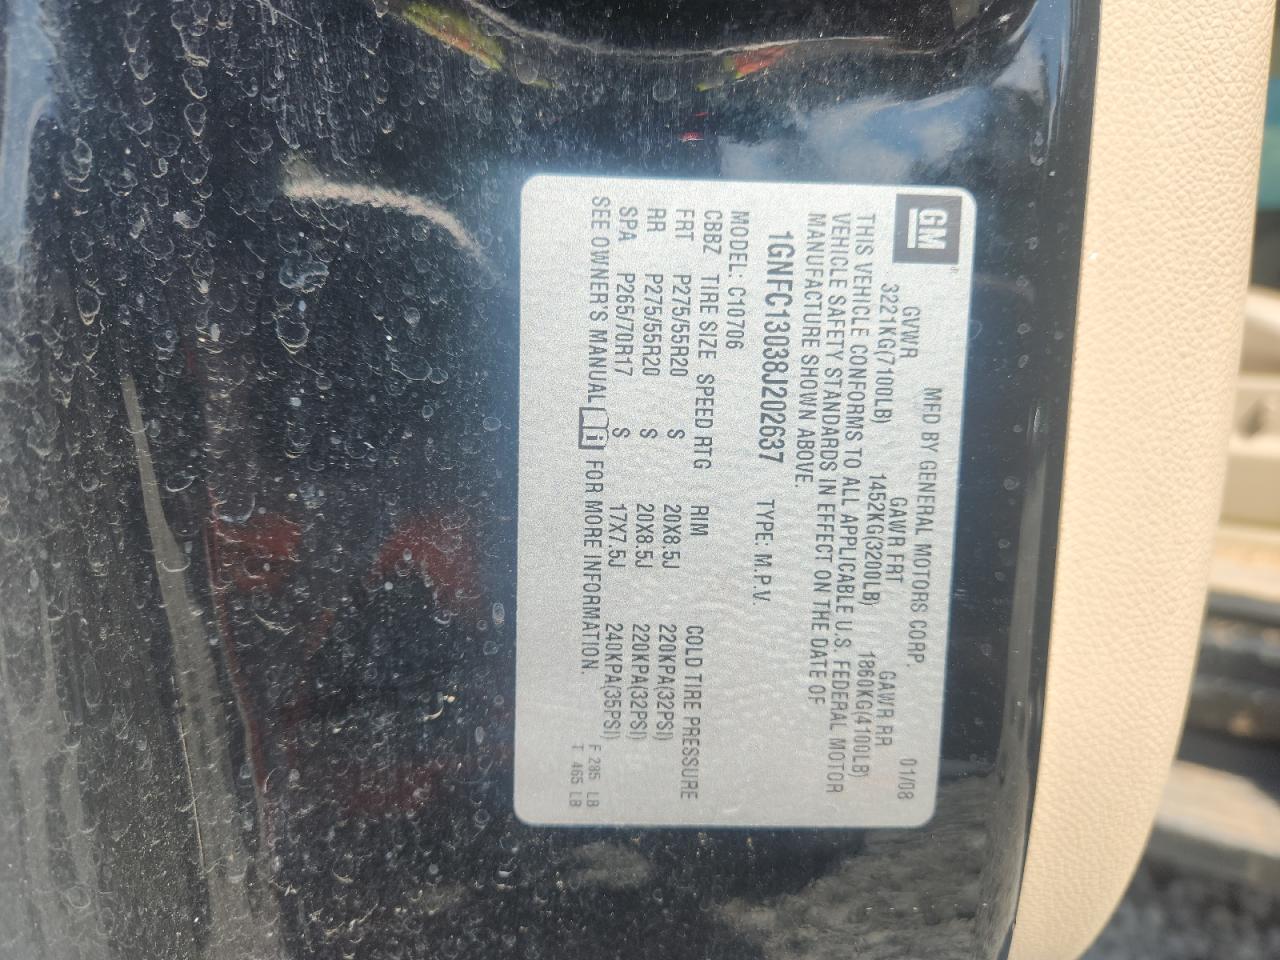 GM
MFD BY GENERAL MOTORS CORP. 01/08
GVWR GAWR FRT GAWR RR
3221KG(7100LB) 1452KG(3200LB) 1860KG(4100LB)
THIS VEHICLE CONFORMS TO ALL APPLICABLE U.S. FEDERAL MOTOR
VEHICLE SAFETY STANDARDS IN EFFECT ON THE DATE OF
MANUFACTURE SHOWN ABOVE.
1GNFC13038J202637 TYPE: M.P.V.
MODEL: C10706
CBBZ TIRE SIZE SPEED RTG RIM COLD TIRE PRESSURE
FRT P275/55R20 S 20X8.5J 220KPA(32PSI)
RR P275/55R20 S 20X8.5J 220KPA(32PSI)
SPA P265/70R17 S 17X7.5J 240KPA(35PSI)
SEE OWNER'S MANUAL i FOR MORE INFORMATION.
F 285 LB
T 465 LB